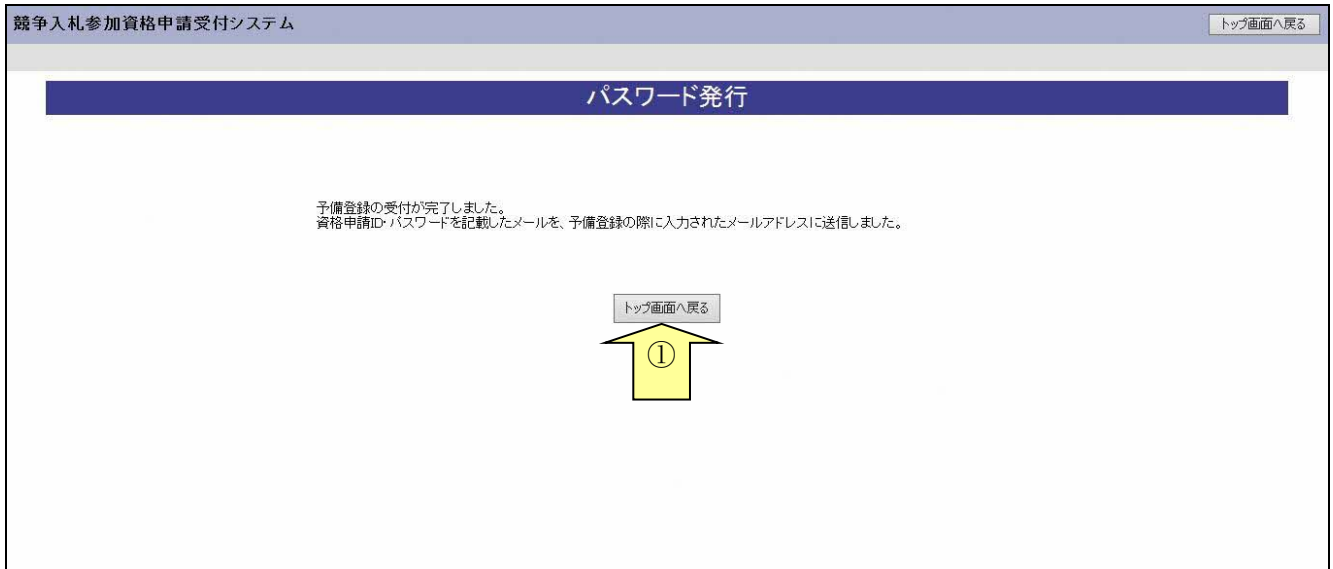 競争入札参加資格申請受付システム
トップ画面へ戻る
パスワード発行
予備登録の受付が完了しました。
資格申請ID・パスワードを記載したメールを、予備登録の際に入力されたメールアドレスに送信しました。
トップ画面へ戻る
①